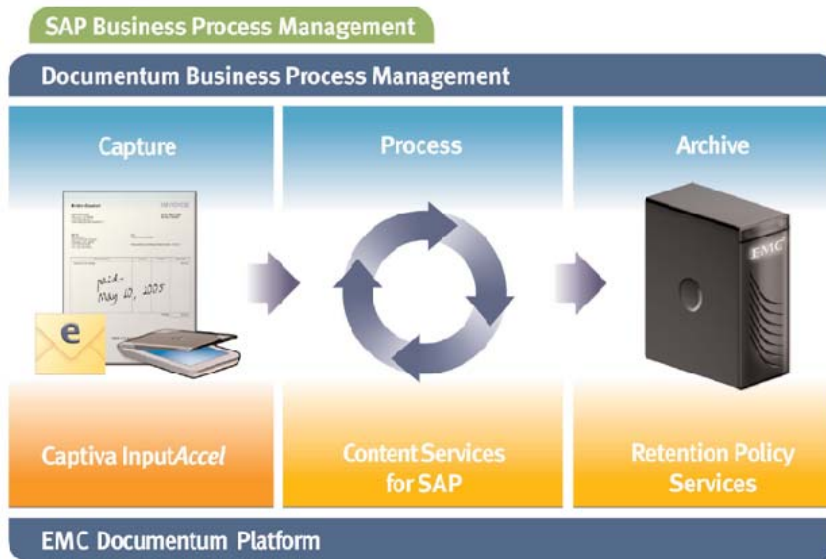 SAP Business Process Management
Documentum Business Process Management
Capture
Process
Archive
INVOICE
paid-
May 10, 2005
e
EMC
Captiva InputAccel
Content Services
for SAP
Retention Policy
Services
EMC Documentum Platform